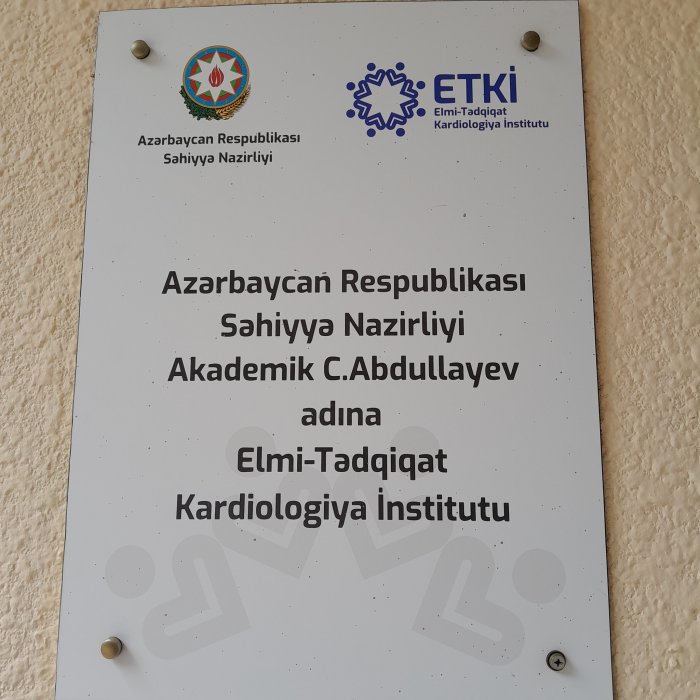 Azərbaycan Respublikası
Səhiyyə Nazirliyi
ETKİ
Elmi-Tədqiqat
Kardiologiya İnstitutu
Azərbaycan Respublikası
Səhiyyə Nazirliyi
Akademik C.Abdullayev
adına
Elmi-Tədqiqat
Kardiologiya İnstitutu